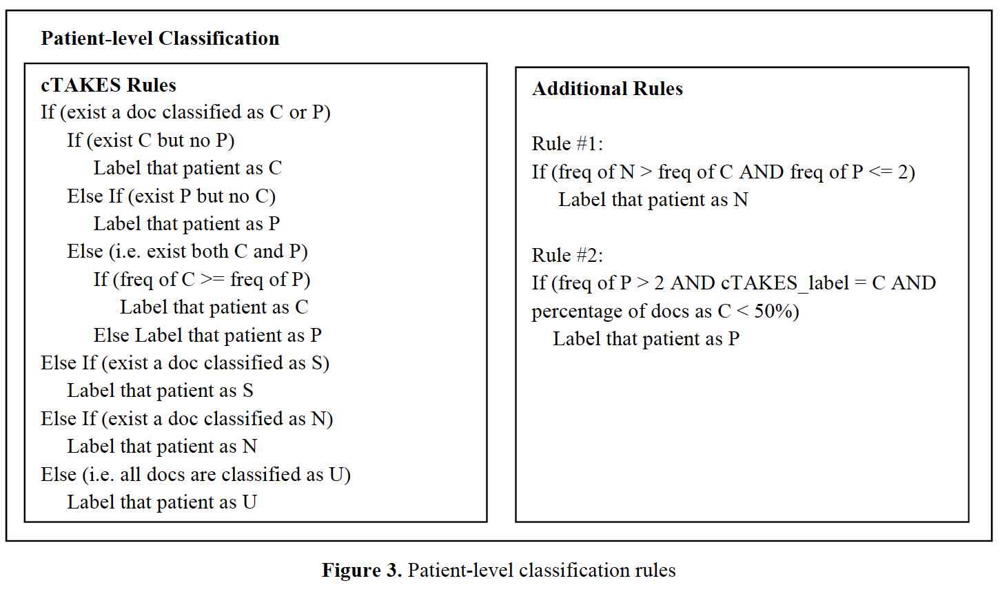 Patient-level Classification
cTAKES Rules
If (exist a doc classified as C or P)
If (exist C but no P)
Label that patient as C
Else If (exist P but no C)
Label that patient as P
Else (i.e. exist both C and P)
If (freq of C >= freq of P)
Label that patient as C
Else Label that patient as P
Else If (exist a doc classified as S)
Label that patient as S
Else If (exist a doc classified as N)
Label that patient as N
Else (i.e. all docs are classified as U)
Label that patient as U
Additional Rules
Rule #1:
If (freq of N > freq of C AND freq of P <= 2)
Label that patient as N
Rule #2:
If (freq of P > 2 AND cTAKES_label = C AND
percentage of docs as C < 50%)
Label that patient as P
Figure 3. Patient-level classification rules